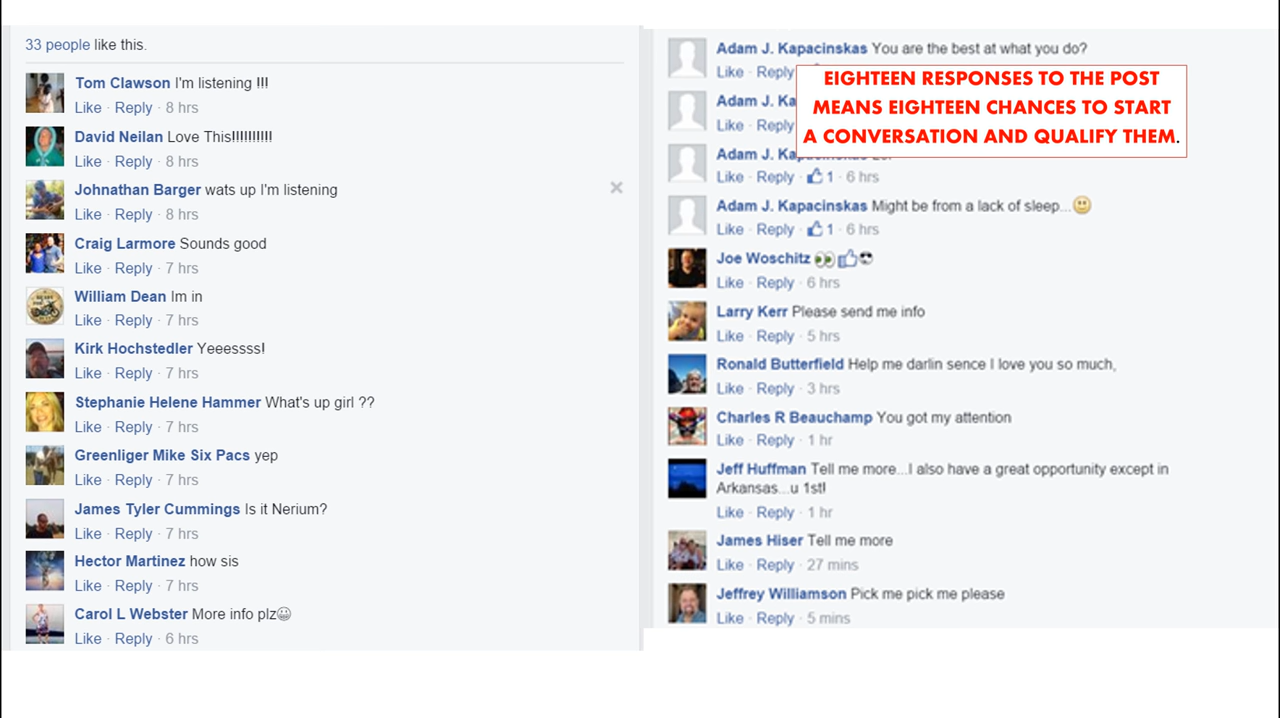 33 people like this.
Tom Clawson I'm listening !!!
Like · Reply · 8 hrs
David Neilan Love This!!!!!!!!!!
Like · Reply · 8 hrs
Johnathan Barger wats up I'm listening
Like · Reply · 8 hrs
Craig Larmore Sounds good
Like · Reply · 7 hrs
William Dean Im in
Like · Reply · 7 hrs
Kirk Hochstedler Yeeessss!
Like · Reply · 7 hrs
Stephanie Helene Hammer What's up girl ??
Like · Reply · 7 hrs
Greenliger Mike Six Pacs yep
Like · Reply · 7 hrs
James Tyler Cummings Is it Nerium?
Like · Reply · 7 hrs
Hector Martinez how sis
Like · Reply · 7 hrs
Carol L Webster More info plz😀
Like · Reply · 6 hrs
Adam J. Kapacinskas You are the best at what you do?
Like · Reply
Adam J.
Like · Reply
Adam J.
Like · Reply · 1 · 6 hrs
Adam J. Kapacinskas Might be from a lack of sleep...🙂
Like · Reply · 1 · 6 hrs
Joe Woschitz 👀👍😎
Like · Reply · 6 hrs
Larry Kerr Please send me info
Like · Reply · 5 hrs
Ronald Butterfield Help me darlin sence I love you so much,
Like · Reply · 3 hrs
Charles R Beauchamp You got my attention
Like · Reply · 1 hr
Jeff Huffman Tell me more...I also have a great opportunity except in
Arkansas...u 1st!
Like · Reply · 1 hr
James Hiser Tell me more
Like · Reply · 27 mins
Jeffrey Williamson Pick me pick me please
Like · Reply · 5 mins
EIGHTEEN RESPONSES TO THE POST
MEANS EIGHTEEN CHANCES TO START
A CONVERSATION AND QUALIFY THEM.